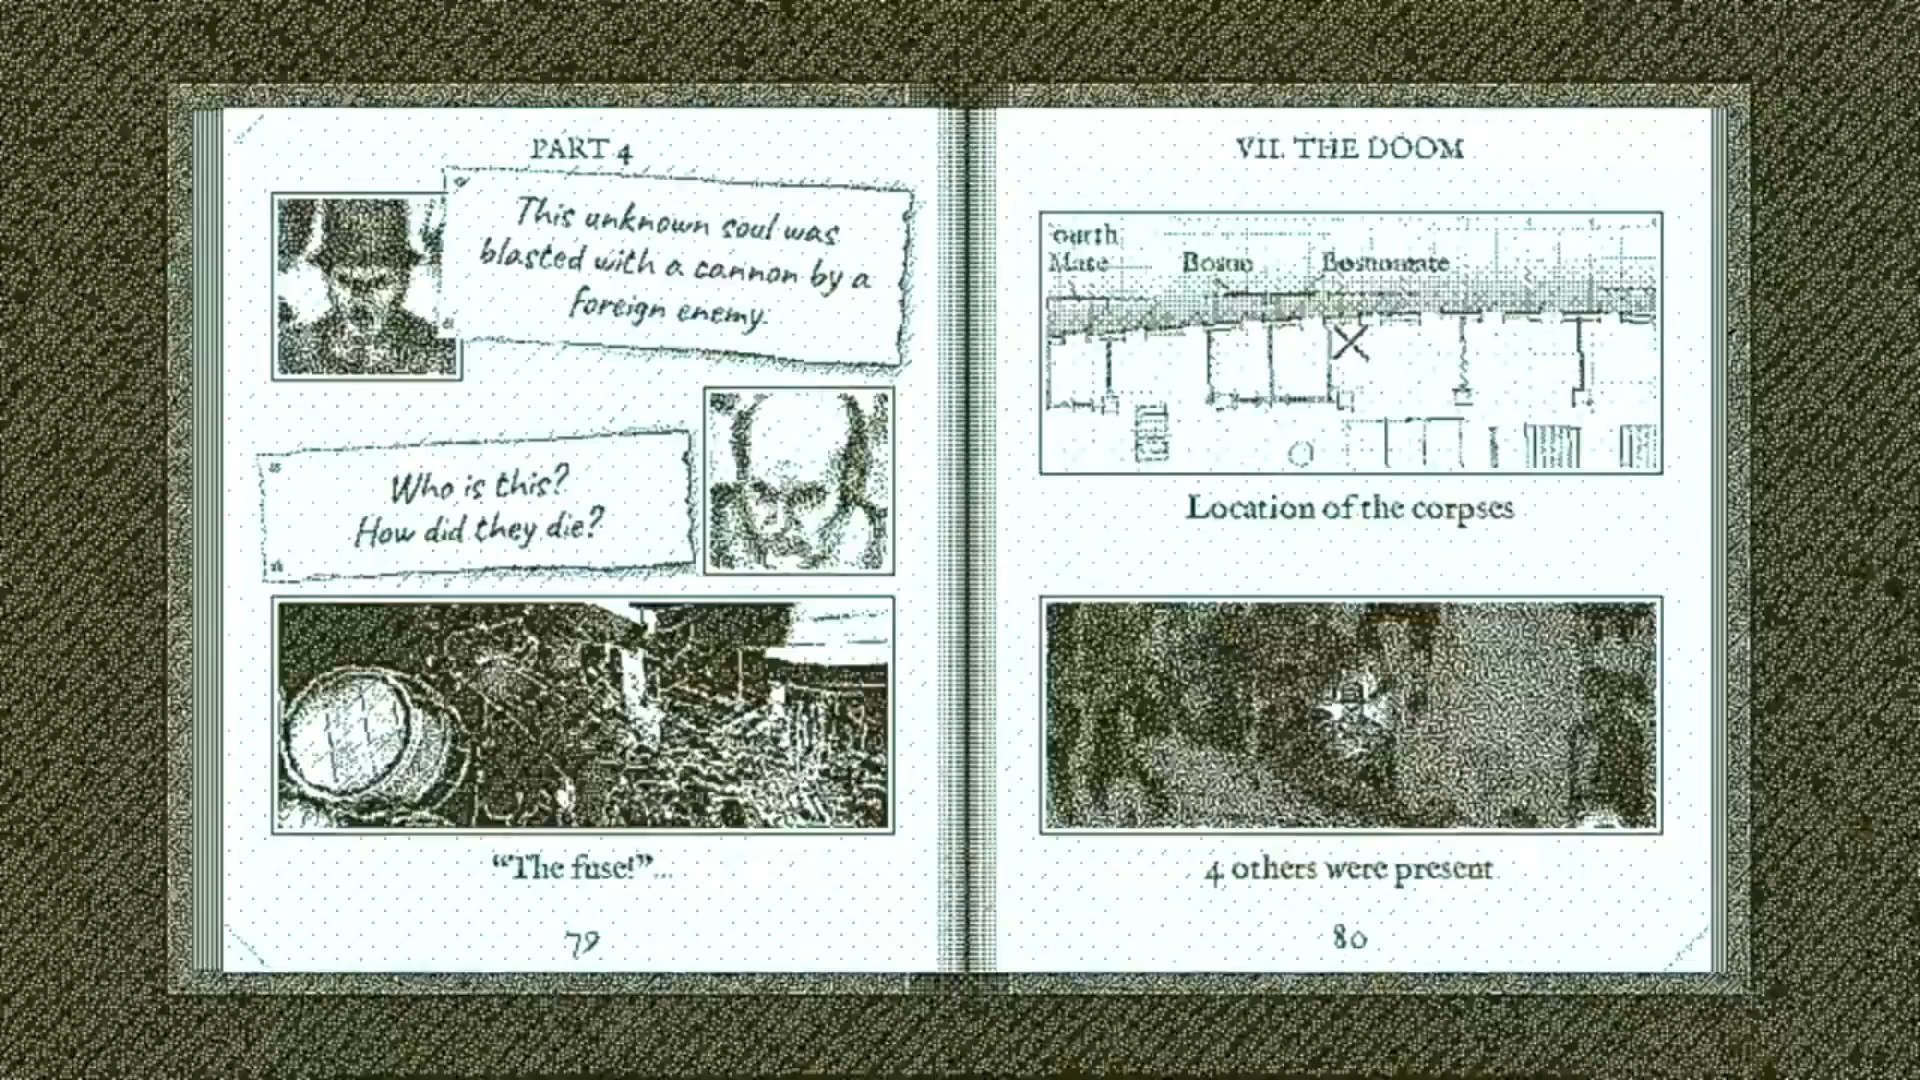 PART 4
This unknown soul was
blasted with a cannon by a
foreign enemy.
Who is this?
How did they die?
“The fuse!”...
79
VII. THE DOOM
ourth
Mate
Bosun
Bosunsmate
Location of the corpses
4 others were present
80